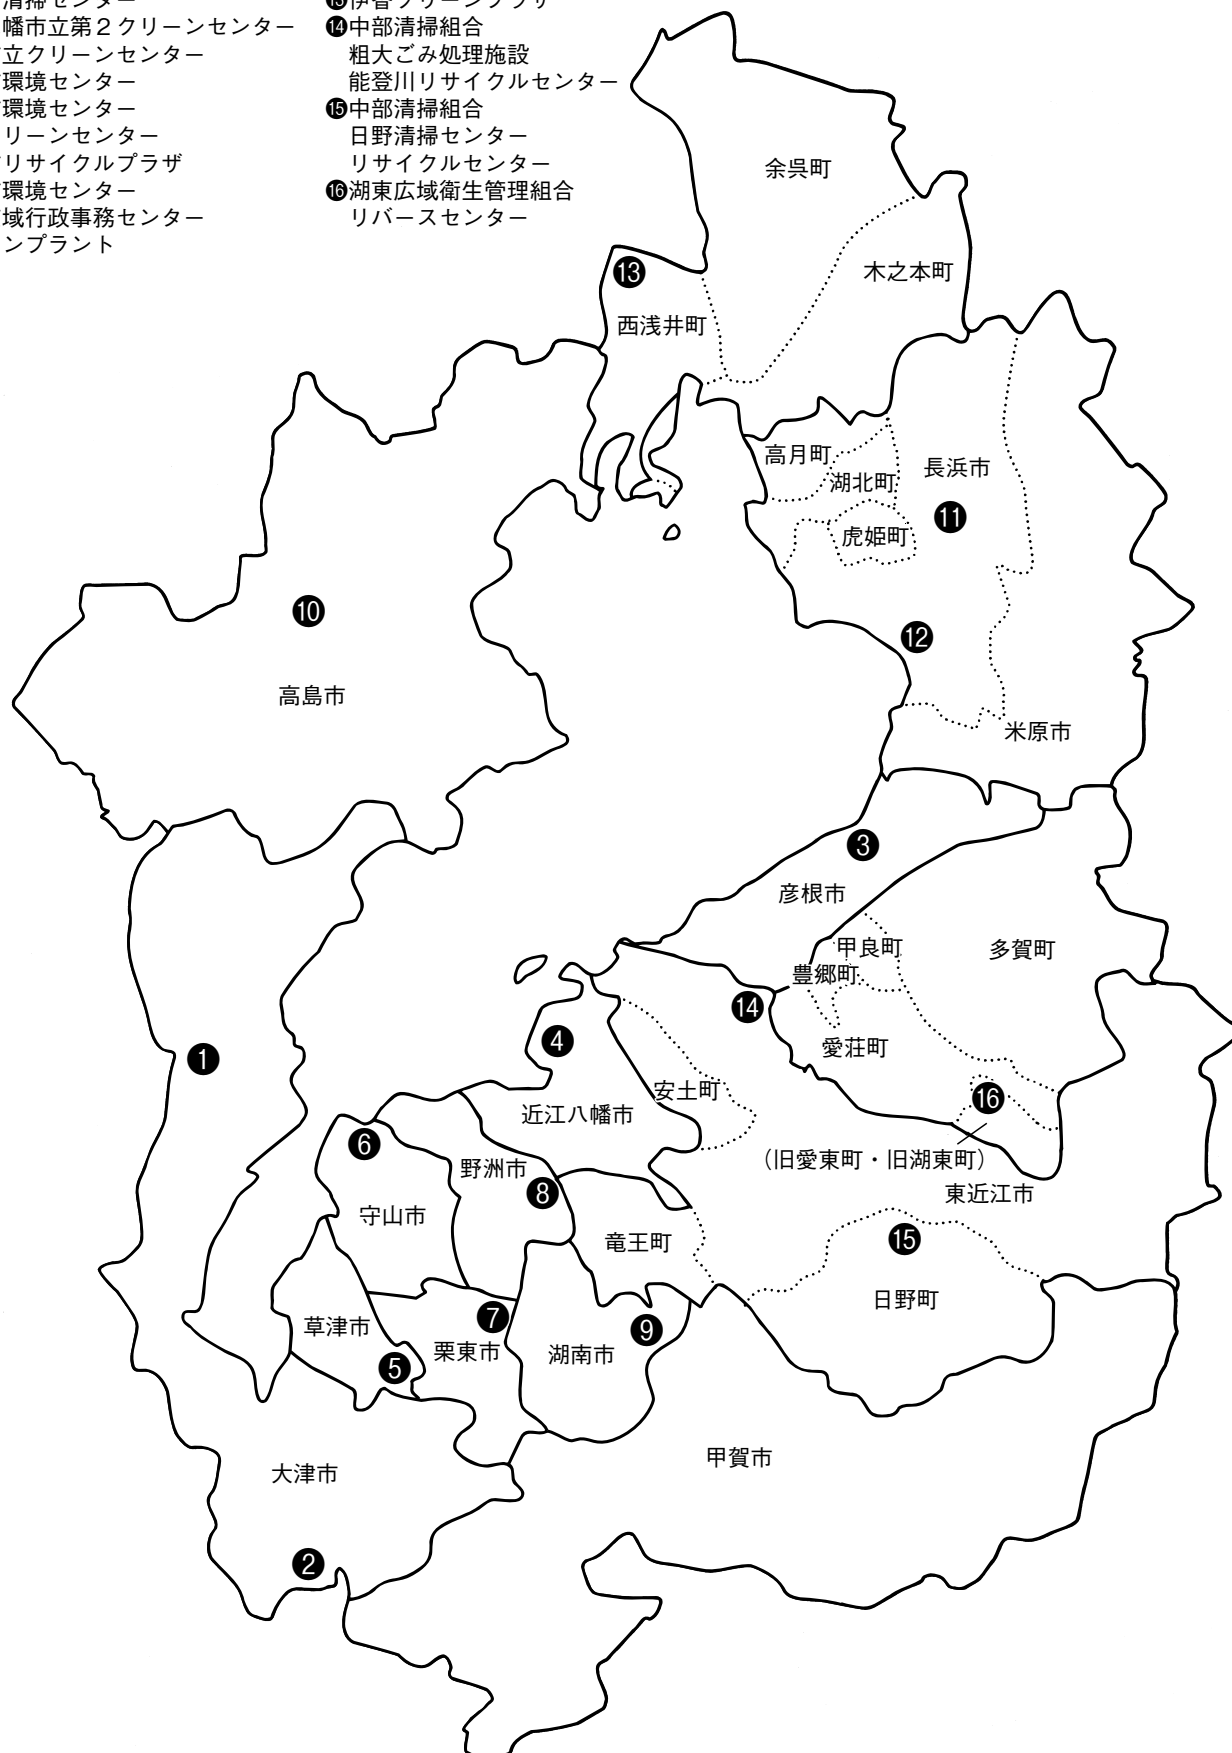 清掃センター
幡市立第２クリーンセンター
立クリーンセンター
環境センター
環境センター
リーンセンター
リサイクルプラザ
環境センター
域行政事務センター
ンプラント
⓭伊香クリーンプラザ
⓮中部清掃組合
粗大ごみ処理施設
能登川リサイクルセンター
⓯中部清掃組合
日野清掃センター
リサイクルセンター
⓰湖東広域衛生管理組合
リバースセンター
余呉町
木之本町
⓭
西浅井町
高月町
湖北町
長浜市
⓫
虎姫町
❿
⓬
高島市
米原市
❸
彦根市
甲良町
多賀町
豊郷町
⓮
❹
愛荘町
❶
安土町
⓰
近江八幡市
❻
（旧愛東町・旧湖東町）
野洲市
❽
東近江市
守山市
竜王町
⓯
日野町
❼
草津市
❾
栗東市
湖南市
❺
甲賀市
大津市
❷